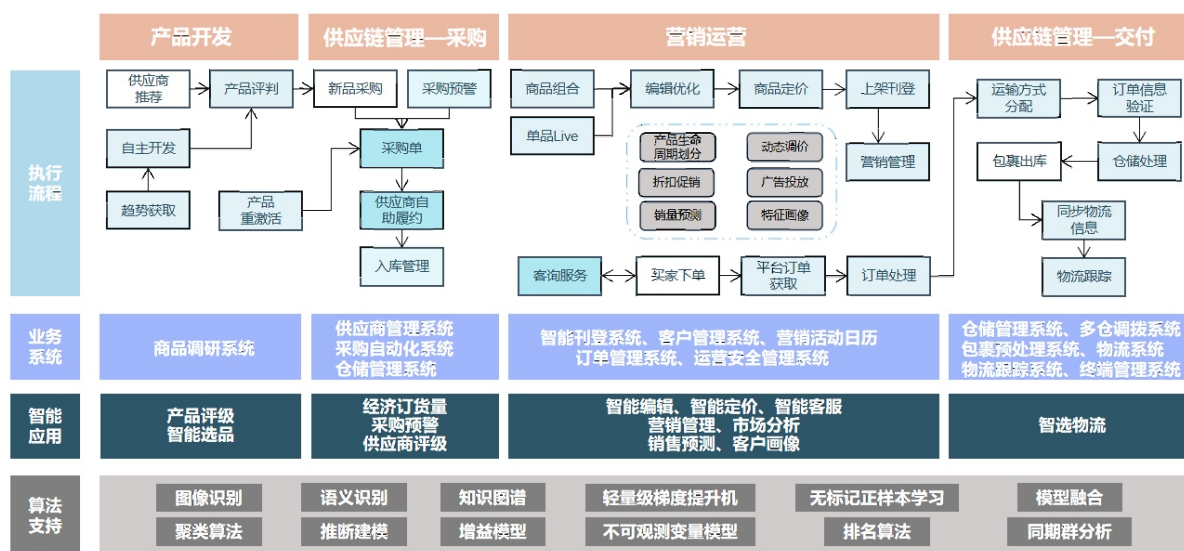 产品开发
供应链管理—采购
营销运营
供应链管理—交付
执行
流程
供应商
推荐
产品评判
新品采购
采购预警
自主开发
采购单
趋势获取
产品
重激活
供应商自
助履约
入库管理
商品组合
编辑优化
商品定价
上架刊登
单品Live
产品生命
周期划分
动态调价
折扣促销
广告投放
销量预测
特征画像
营销管理
客询服务
买家下单
平台订单
获取
订单处理
运输方式
分配
订单信息
验证
包裹出库
仓储处理
同步物流
信息
物流跟踪
业务
系统
商品调研系统
供应商管理系统
采购自动化系统
仓储管理系统
智能刊登系统、客户管理系统、营销活动日历
订单管理系统、运营安全管理系统
仓储管理系统、多仓调拨系统
包裹预处理系统、物流系统
物流跟踪系统、终端管理系统
智能
应用
产品评级
智能选品
经济订货量
采购预警
供应商评级
智能编辑、智能定价、智能客服
营销管理、市场分析
销售预测、客户画像
智选物流
算法
支持
图像识别
语义识别
知识图谱
轻量级梯度提升机
无标记正样本学习
模型融合
聚类算法
推断建模
增益模型
不可观测变量模型
排名算法
同期群分析